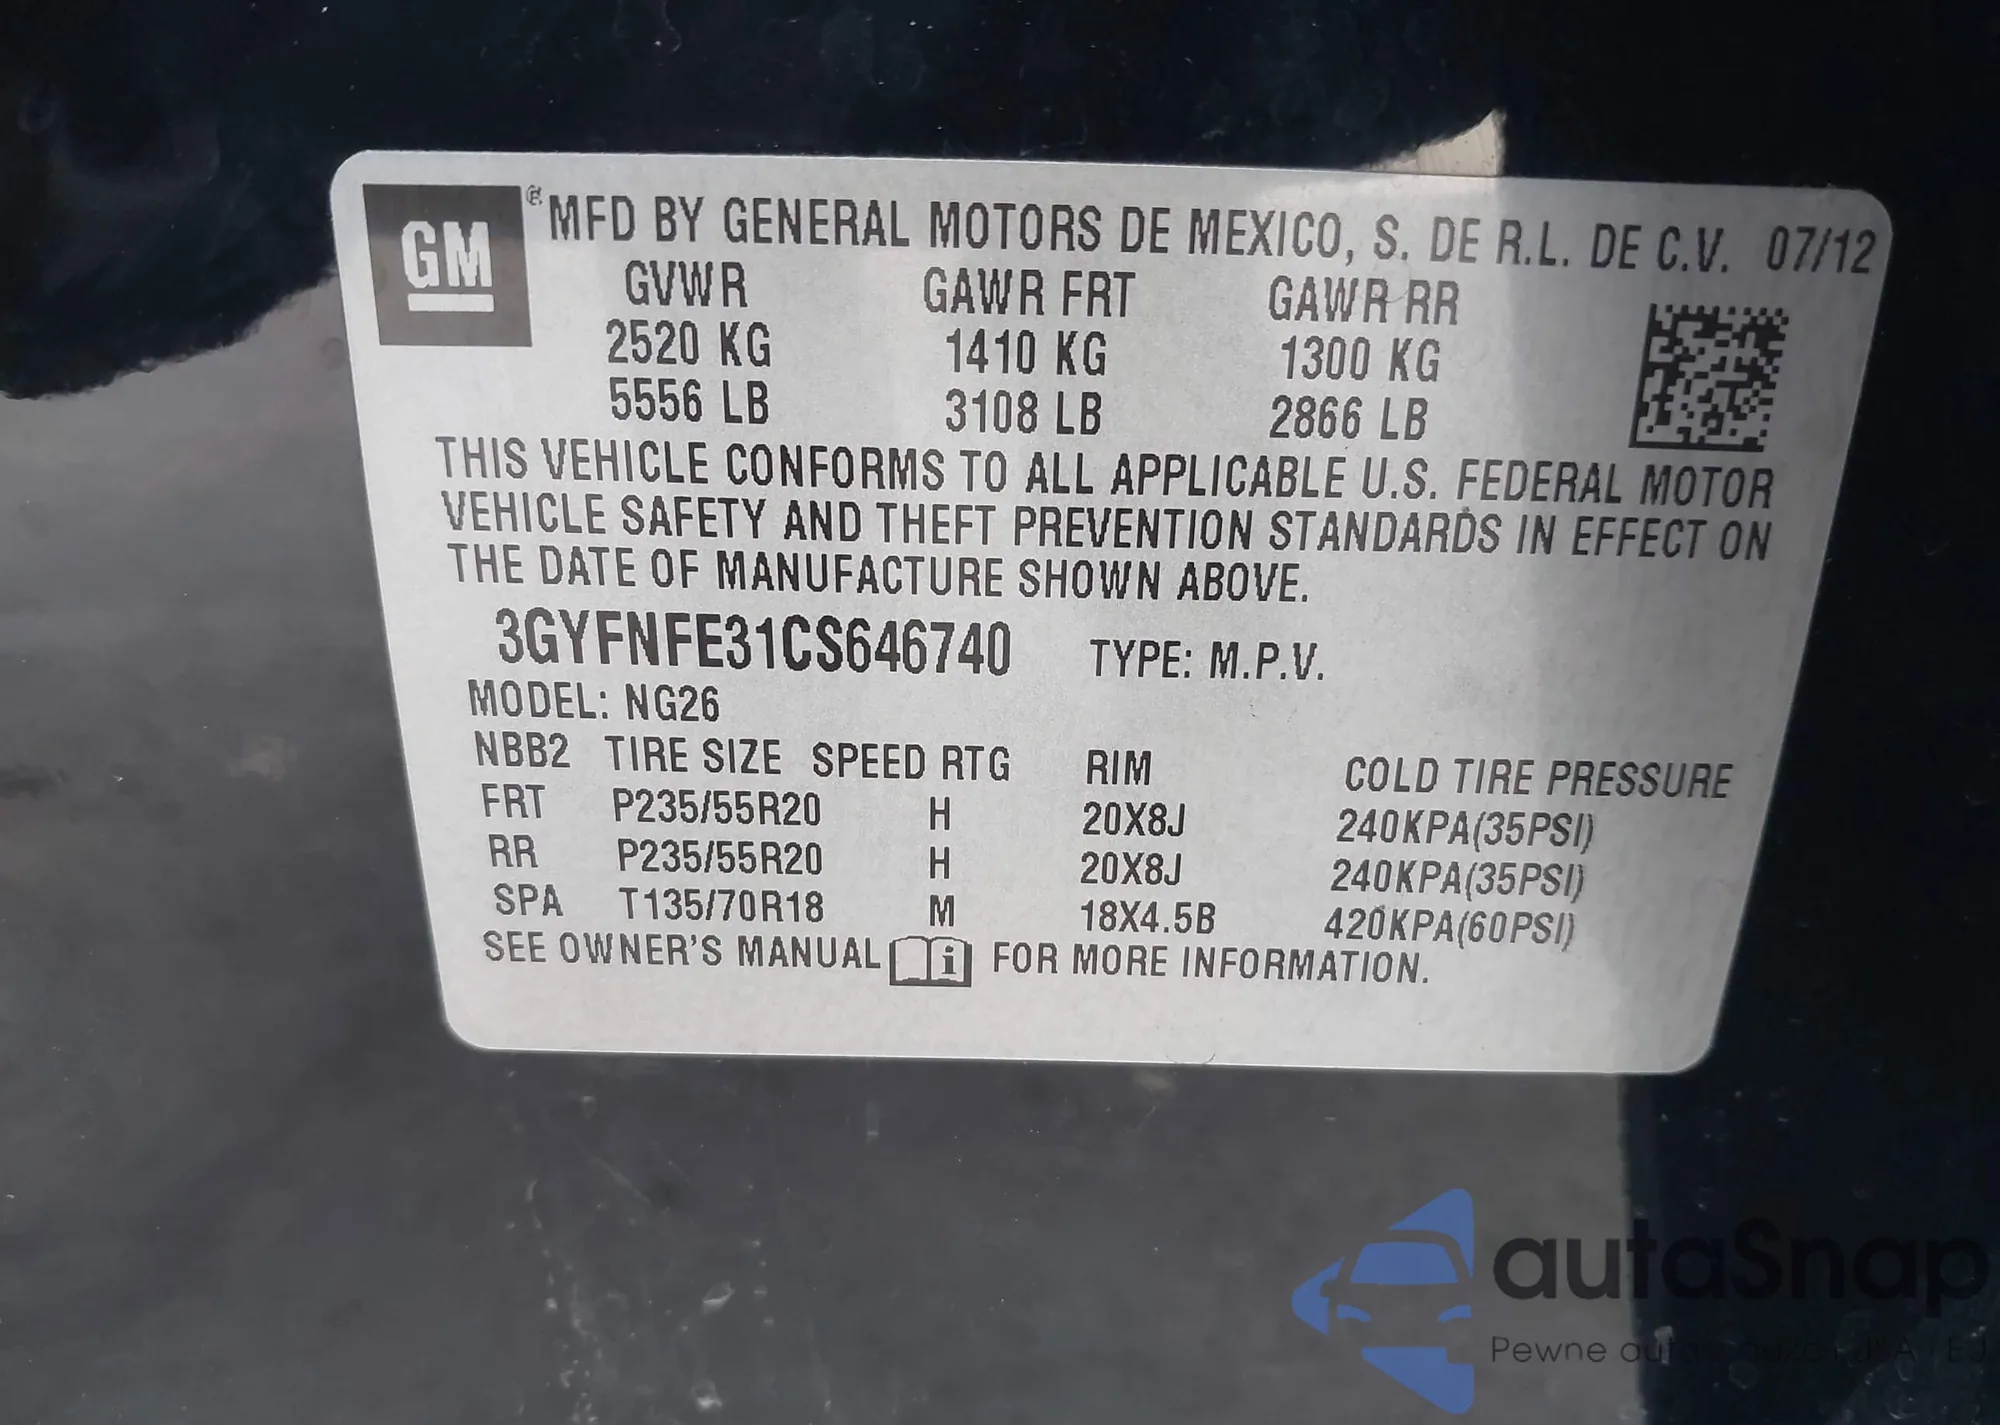 GM ® MFD BY GENERAL MOTORS DE MEXICO, S. DE R.L. DE C.V. 07/12
GVWR GAWR FRT GAWR RR
2520 KG 1410 KG 1300 KG
5556 LB 3108 LB 2866 LB
THIS VEHICLE CONFORMS TO ALL APPLICABLE U.S. FEDERAL MOTOR
VEHICLE SAFETY AND THEFT PREVENTION STANDARDS IN EFFECT ON
THE DATE OF MANUFACTURE SHOWN ABOVE.
3GYFNFE31CS646740 TYPE: M.P.V.
MODEL: NG26
NBB2 TIRE SIZE SPEED RTG RIM COLD TIRE PRESSURE
FRT P235/55R20 H 20X8J 240KPA(35PSI)
RR P235/55R20 H 20X8J 240KPA(35PSI)
SPA T135/70R18 M 18X4.5B 420KPA(60PSI)
SEE OWNER'S MANUAL i FOR MORE INFORMATION.
autaSnap
Pewne auta